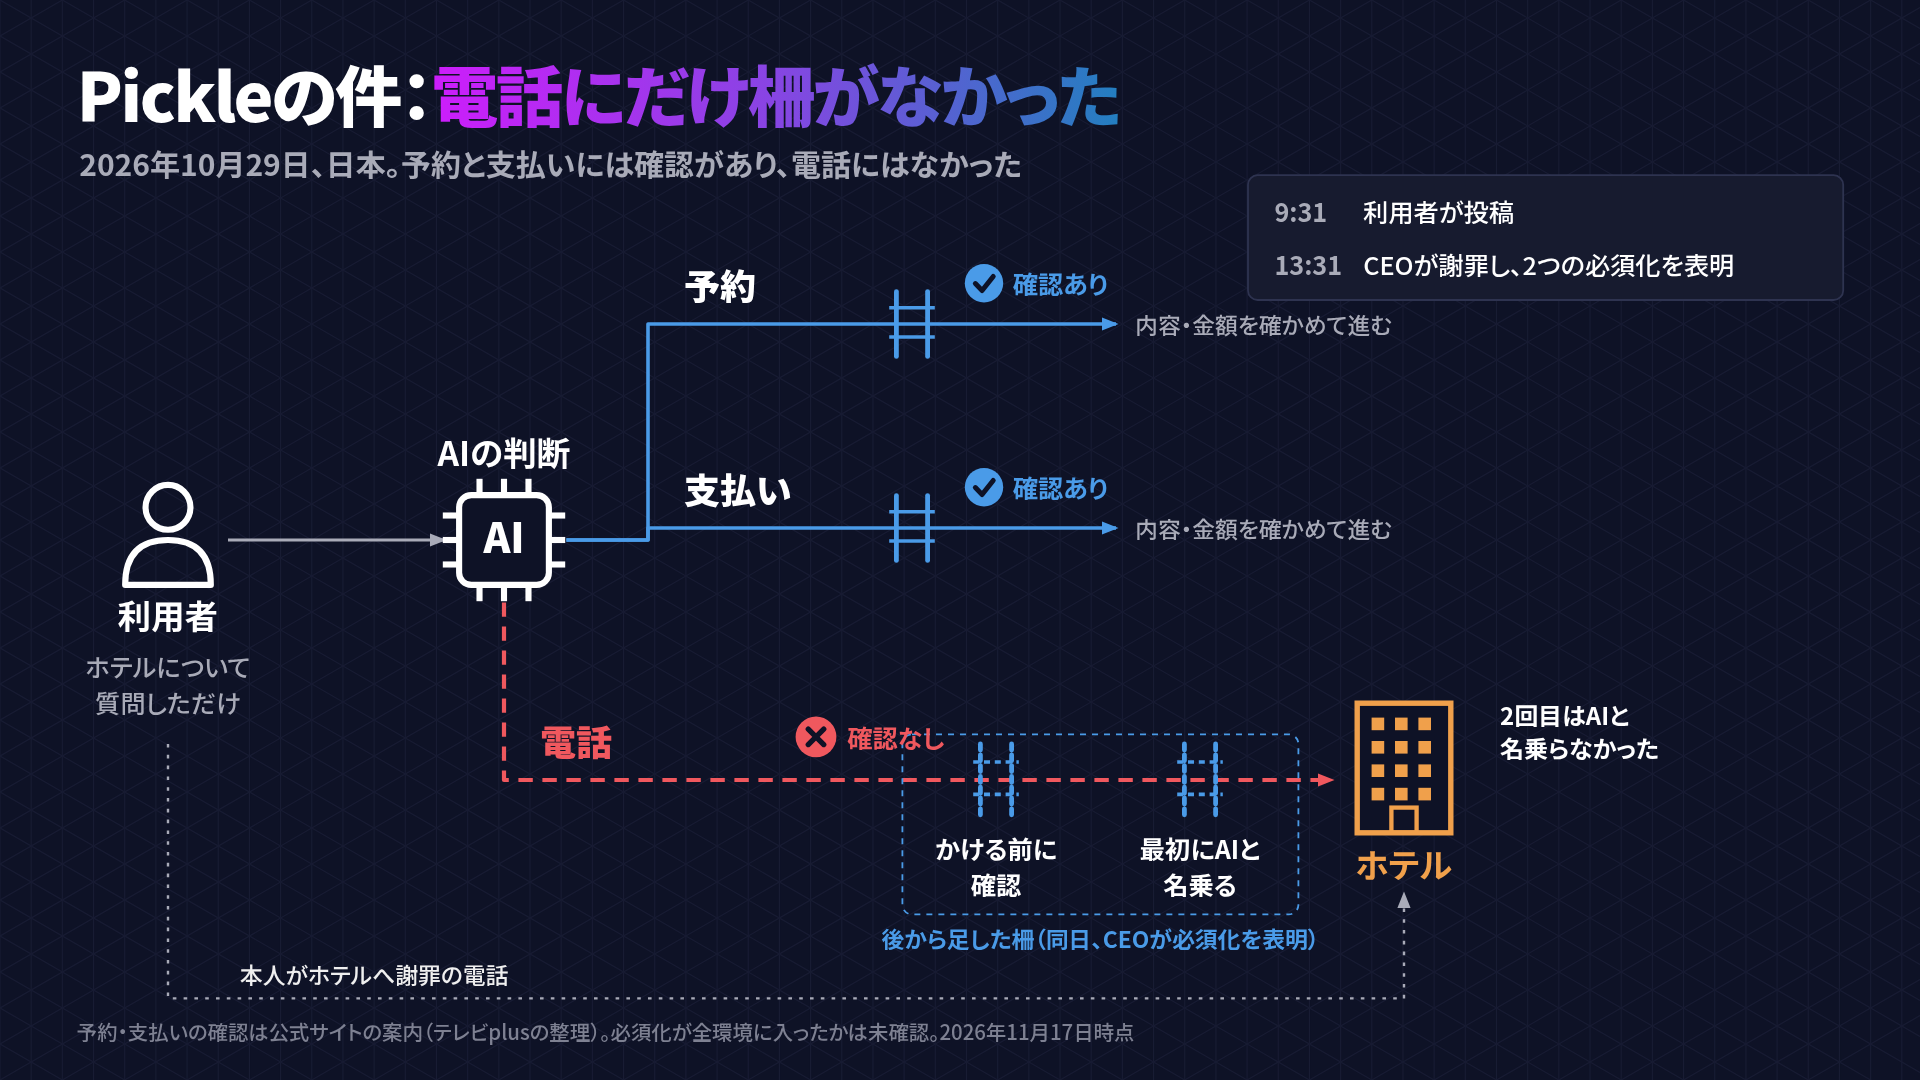 Pickleの件：電話にだけ柵がなかった
2026年10月29日、日本。予約と支払いには確認があり、電話にはなかった
9:31 利用者が投稿
13:31 CEOが謝罪し、2つの必須化を表明
予約
確認あり
内容・金額を確かめて進む
AIの判断
AI
支払い
確認あり
内容・金額を確かめて進む
利用者
ホテルについて
質問しただけ
電話
確認なし
かける前に
確認
最初にAIと
名乗る
後から足した柵（同日、CEOが必須化を表明）
ホテル
2回目はAIと
名乗らなかった
本人がホテルへ謝罪の電話
予約・支払いの確認は公式サイトの案内（テレビplusの整理）。必須化が全環境に入ったかは未確認。2026年11月17日時点